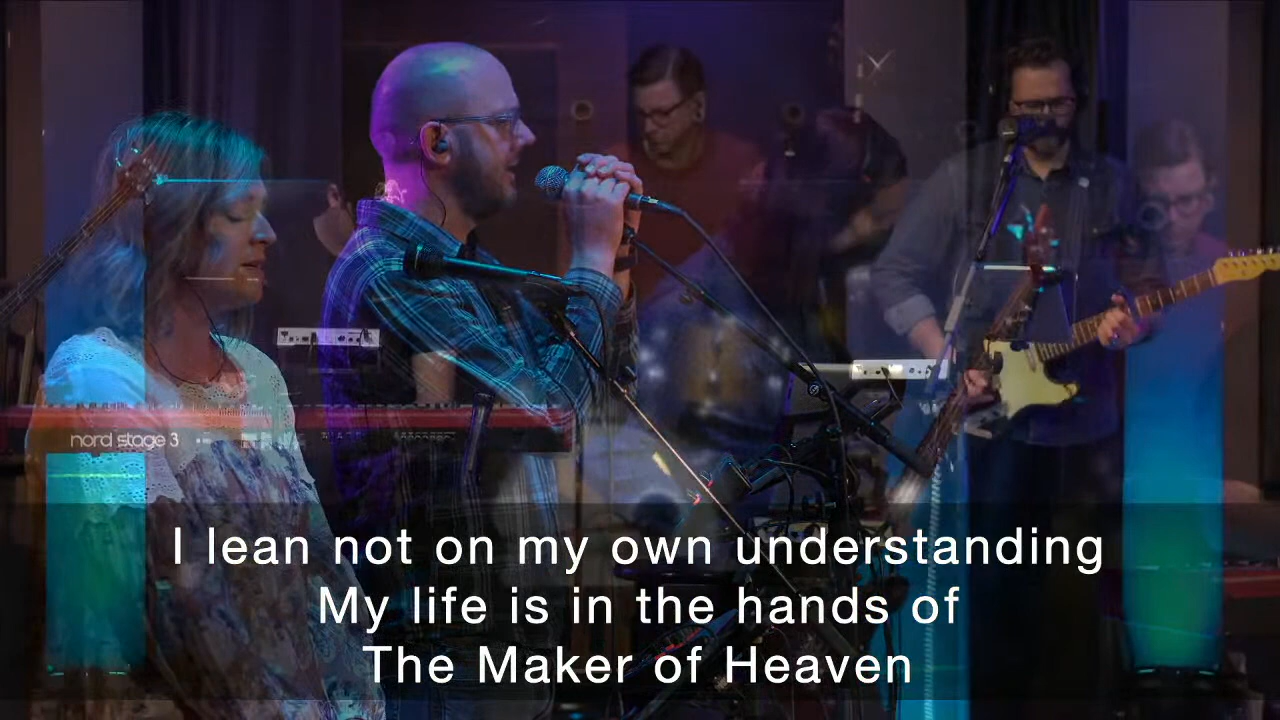 nord stage 3
I lean not on my own understanding
My life is in the hands of
The Maker of Heaven